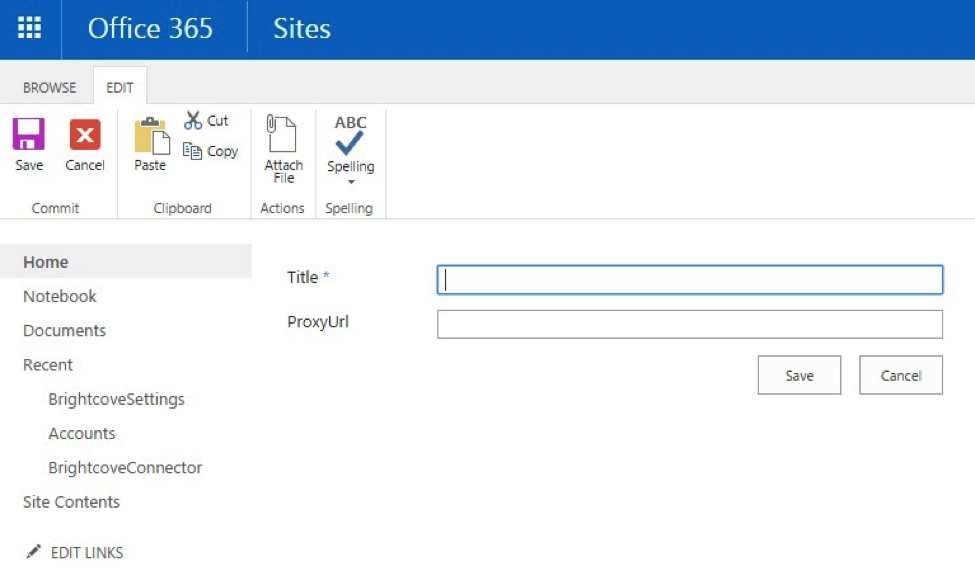 Office 365 Sites
BROWSE EDIT
Save Cancel Paste Cut Copy Attach File ABC Spelling
Commit Clipboard Actions Spelling
Home
Notebook
Documents
Recent
BrightcoveSettings
Accounts
BrightcoveConnector
Site Contents
EDIT LINKS
Title *
ProxyUrl
Save Cancel